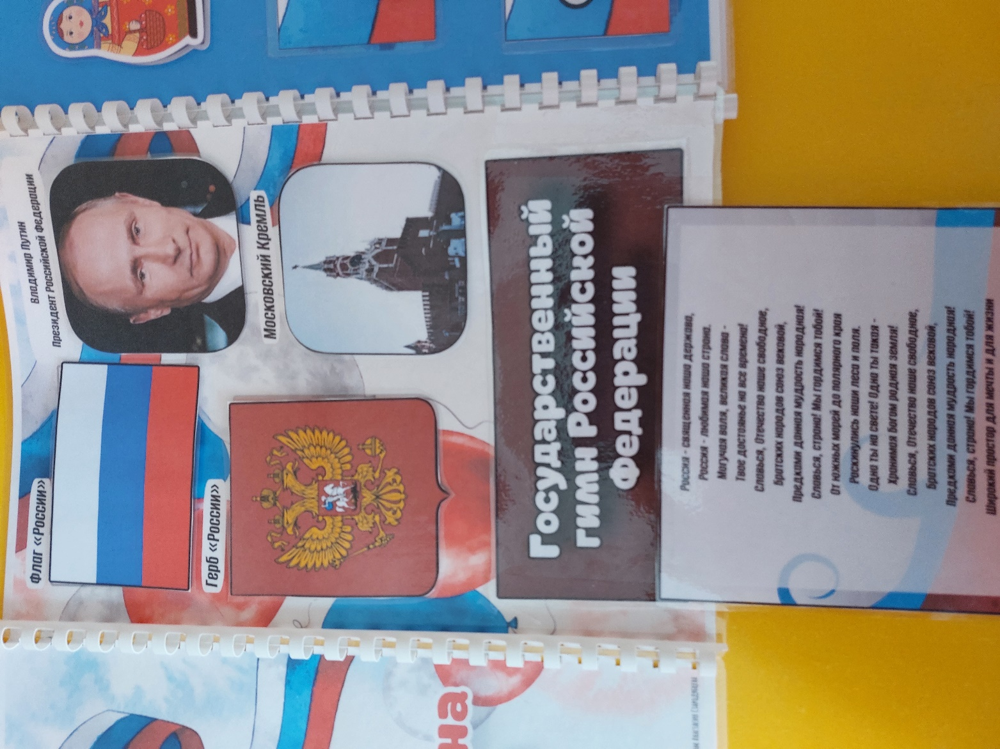 Флаг «России»
Владимир Путин
Президент Российской Федерации
Герб «России»
Московский Кремль
Государственный
гимн Российской
Федерации
Россия - священная наша держава,
Россия - любимая наша страна.
Могучая воля, великая слава -
Твое достоянье на все времена!
Славься, Отечество наше свободное,
Братских народов союз вековой,
Предками данная мудрость народная!
Славься, страна! Мы гордимся тобой!
От южных морей до полярного края
Раскинулись наши леса и поля.
Одна ты на свете! Одна ты такая -
Хранимая Богом родная земля!
Славься, Отечество наше свободное,
Братских народов союз вековой,
Предками данная мудрость народная!
Славься, страна! Мы гордимся тобой!
Широкий простор для мечты и для жизни
на